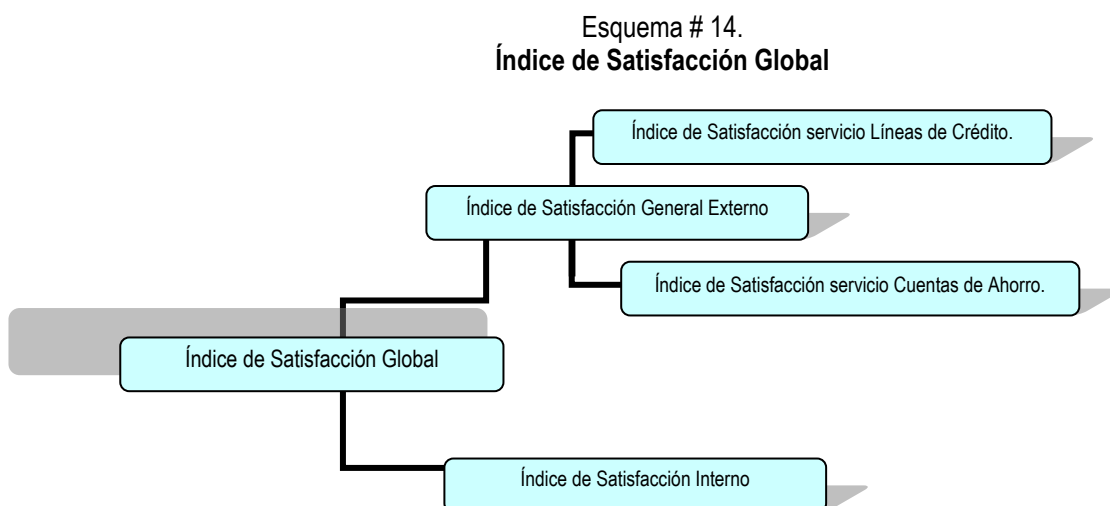 Esquema # 14.
Índice de Satisfacción Global
Índice de Satisfacción servicio Líneas de Crédito.
Índice de Satisfacción General Externo
Índice de Satisfacción servicio Cuentas de Ahorro.
Índice de Satisfacción Global
Índice de Satisfacción Interno